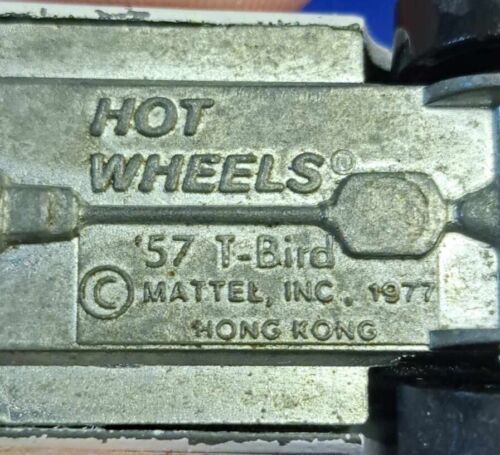 HOT
WHEELS®
'57 T-Bird
© MATTEL, INC. 1977
HONG KONG